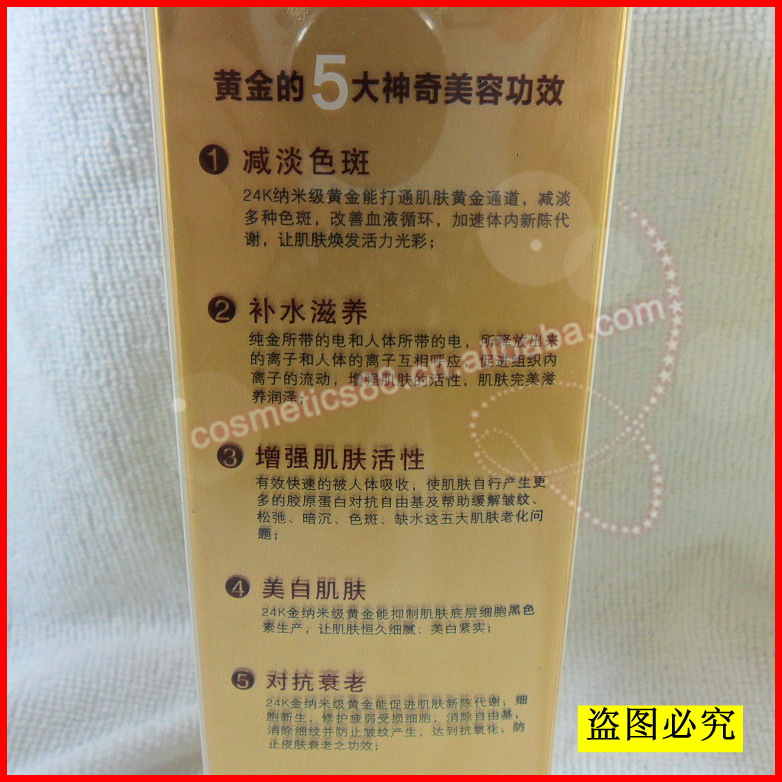 黄金的5大神奇美容功效
❶ 减淡色斑
24K纳米级黄金能打通肌肤黄金通道，减淡
多种色斑，改善血液循环，加速体内新陈代
谢，让肌肤焕发活力光彩；
❷ 补水滋养
纯金所带的电和人体所带的电，所释放出来
的离子和人体的离子互相呼应，促进组织内
离子的流动，增强肌肤的活性，肌肤完美滋
养润泽；
cosmetics88.cn.alibaba.com
❸ 增强肌肤活性
有效快速的被人体吸收，使肌肤自行产生更
多的胶原蛋白对抗自由基及帮助缓解皱纹、
松弛、暗沉、色斑、缺水这五大肌肤老化问
题；
❹ 美白肌肤
24K金纳米级黄金能抑制肌肤底层细胞黑色
素生产，让肌肤恒久细腻、美白紧实；
❺ 对抗衰老
24K金纳米级黄金能促进肌肤新陈代谢，细
胞新生，修护疲弱受损细胞，消除自由基，
消除细纹并防止皱纹产生，达到抗氧化，防
止皮肤衰老之功效；
盗图必究